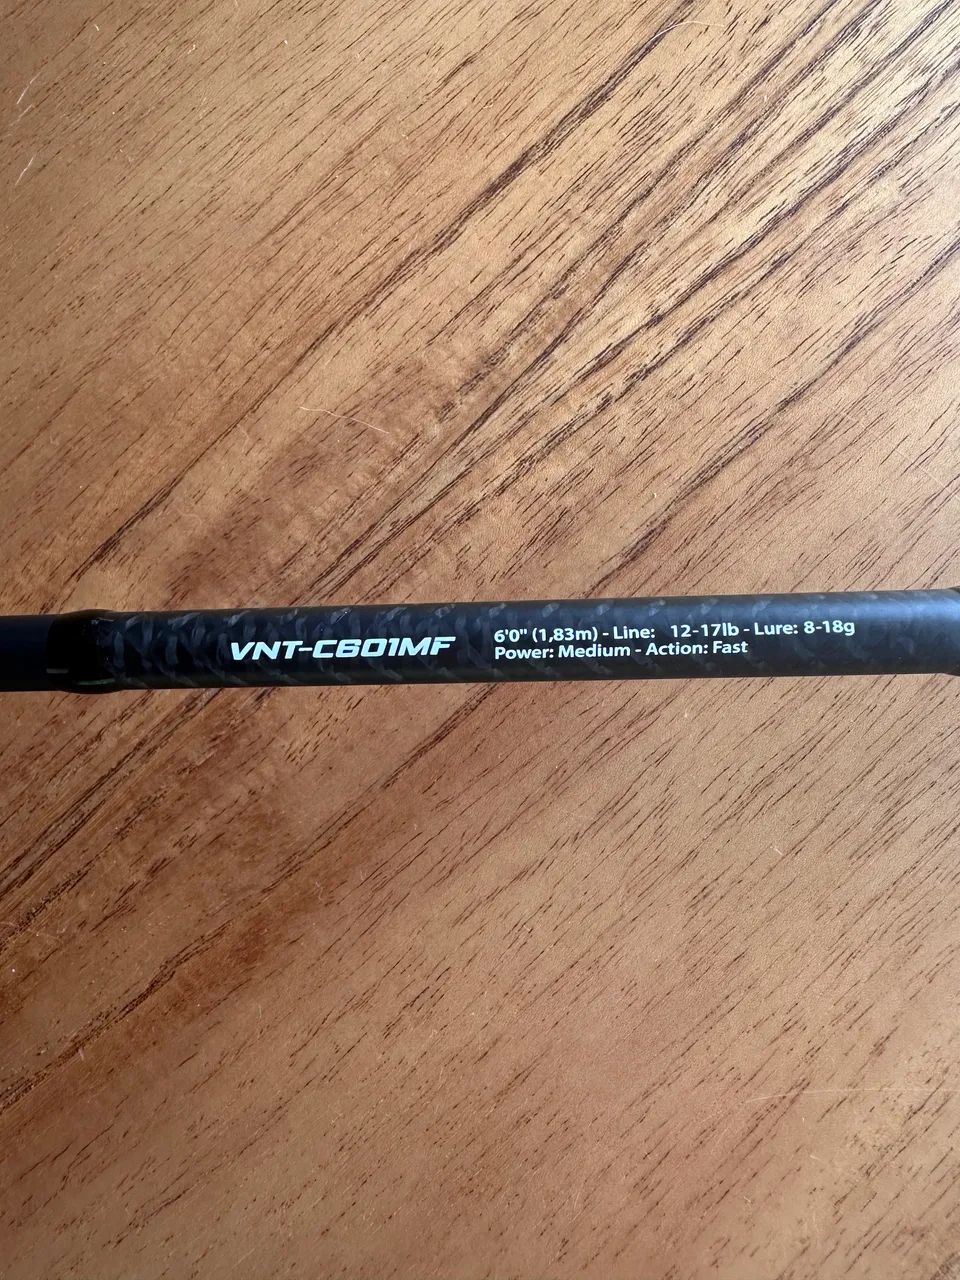 VNT-C601MF
6'0" (1,83m) - Line: 12-17lb - Lure: 8-18g
Power: Medium - Action: Fast